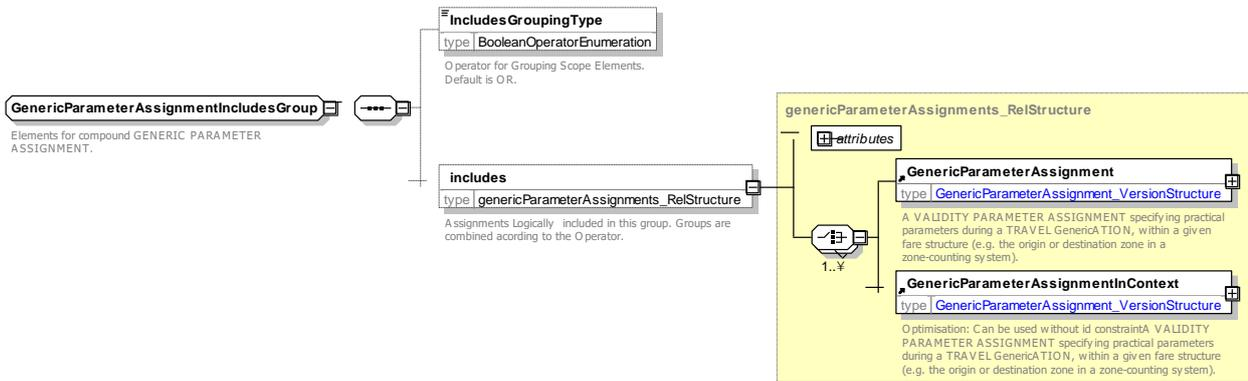 IncludesGroupingType
type BooleanOperatorEnumeration
Operator for Grouping Scope Elements.
Default is OR.
GenericParameterAssignmentIncludesGroup
Elements for compound GENERIC PARAMETER
ASSIGNMENT.
includes
type genericParameterAssignments_RelStructure
Assignments Logically included in this group. Groups are
combined acording to the Operator.
genericParameterAssignments_RelStructure
attributes
GenericParameterAssignment
type GenericParameterAssignment_VersionStructure
A VALIDITY PARAMETER ASSIGNMENT specifying practical
parameters during a TRAVEL GenericATION, within a given
fare structure (e.g. the origin or destination zone in a
zone-counting system).
1..¥
GenericParameterAssignmentInContext
type GenericParameterAssignment_VersionStructure
Optimisation: Can be used without id constraintA VALIDITY
PARAMETER ASSIGNMENT specifying practical parameters
during a TRAVEL GenericATION, within a given fare structure
(e.g. the origin or destination zone in a zone-counting system).